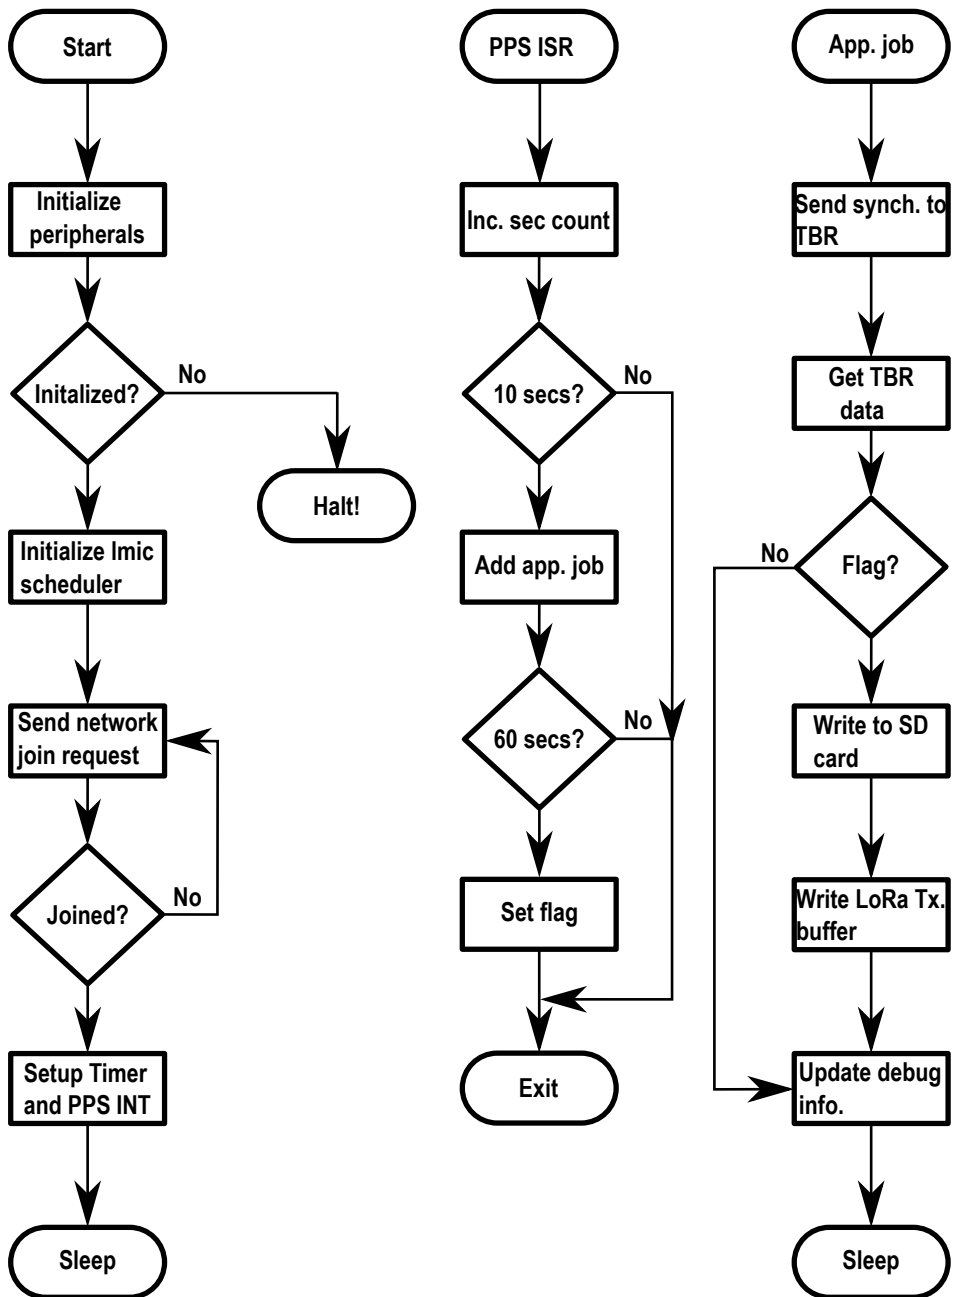 Start
Initialize
peripherals
Initalized?
No
Halt!
Initialize lmic
scheduler
Send network
join request
Joined?
No
Setup Timer
and PPS INT
Sleep
PPS ISR
Inc. sec count
10 secs?
No
Add app. job
60 secs?
No
Set flag
Exit
App. job
Send synch. to
TBR
Get TBR
data
Flag?
No
Write to SD
card
Write LoRa Tx.
buffer
Update debug
info.
Sleep